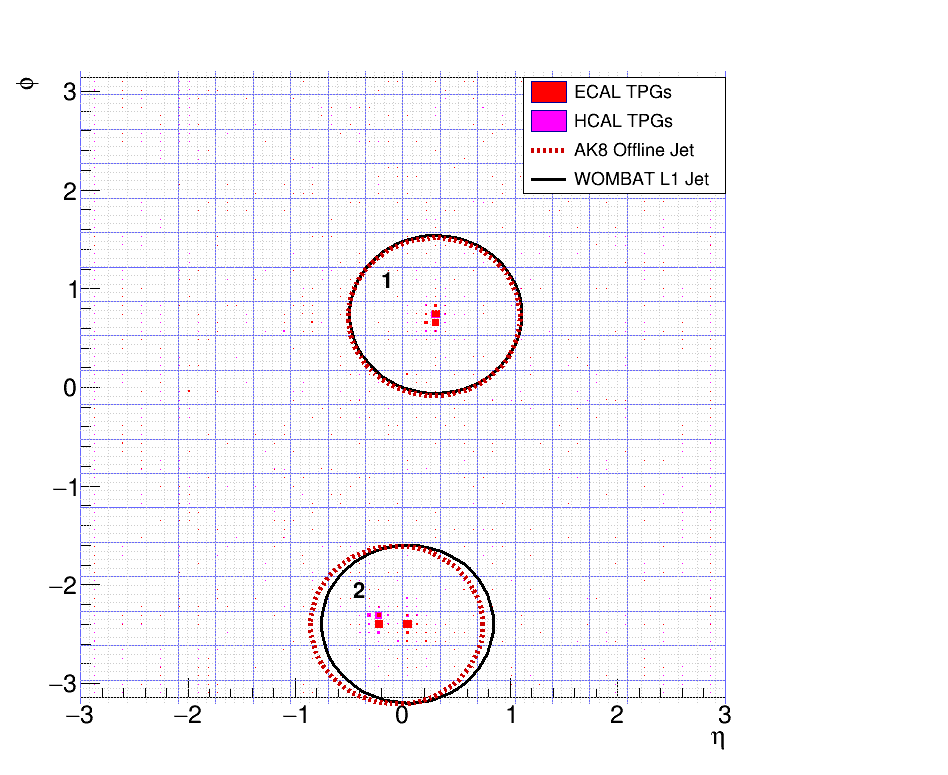 φ
3
2
1
0
−1
−2
−3
ECAL TPGs
HCAL TPGs
AK8 Offline Jet
WOMBAT L1 Jet
1
2
−3 −2 −1 0 1 2 3
η